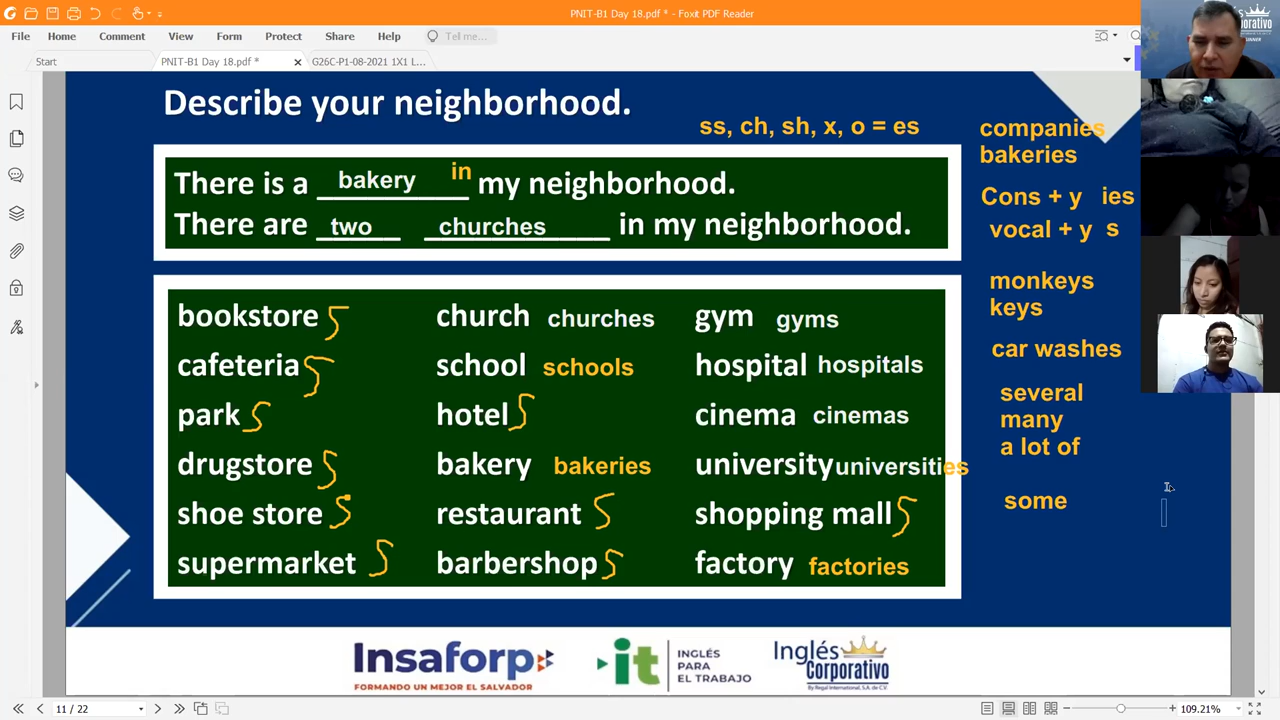 PNIT-B1 Day 18.pdf * - Foxit PDF Reader
File Home Comment View Form Protect Share Help Tell me...
Start PNIT-B1 Day 18.pdf * G26C-P1-08-2021 1X1 L...
Describe your neighborhood.
ss, ch, sh, x, o = es
There is a bakery in my neighborhood.
There are two churches in my neighborhood.
bookstore s church churches gym gyms
cafeteria s school schools hospital hospitals
park s hotel s cinema cinemas
drugstore s bakery bakeries university universities
shoe store s restaurant s shopping mall s
supermarket s barbershop s factory factories
companies
bakeries
Cons + y ies
vocal + y s
monkeys
keys
car washes
several
many
a lot of
some
Insaforp
FORMANDO UN MEJOR EL SALVADOR
it INGLÉS
PARA
EL TRABAJO
Inglés
Corporativo
By Regal International, S.A. de C.V.
11 / 22
109.21%